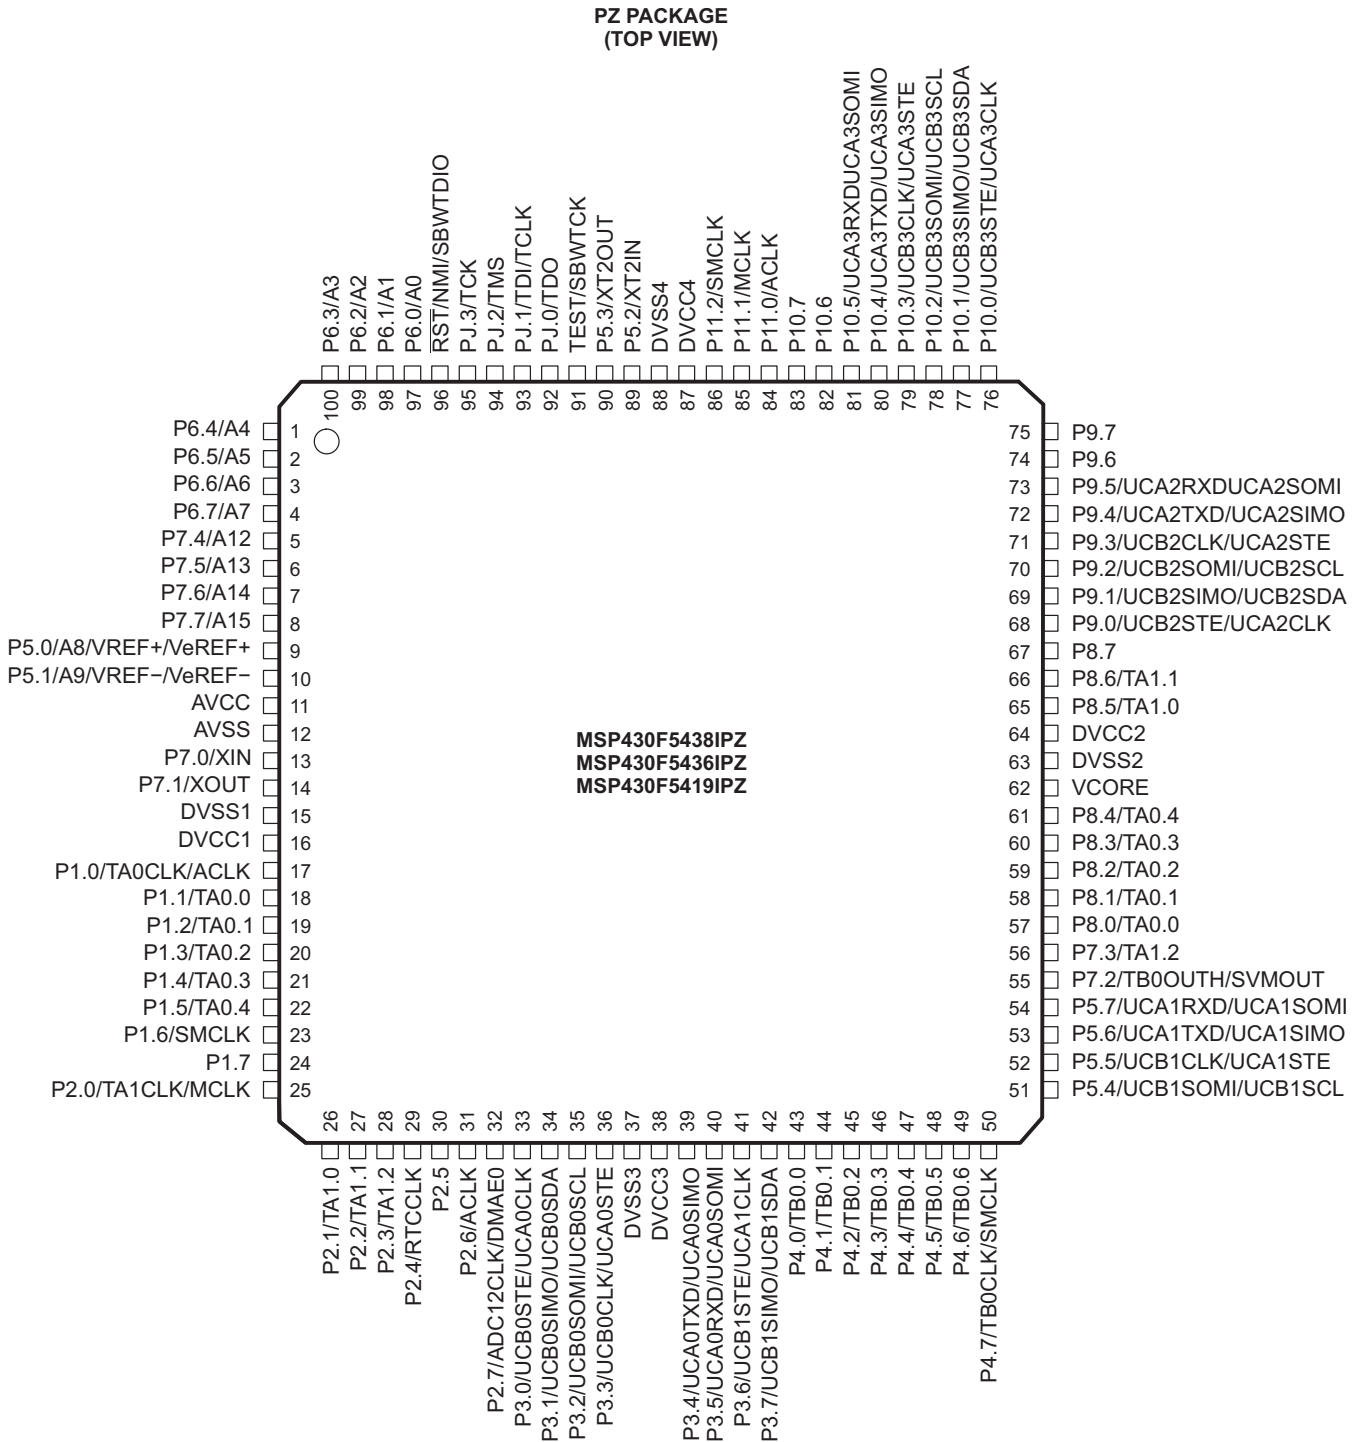 PZ PACKAGE
(TOP VIEW)
P6.3/A3
P6.2/A2
P6.1/A1
P6.0/A0
RST/NMI/SBWTDIO
PJ.3/TCK
PJ.2/TMS
PJ.1/TDI/TCLK
PJ.0/TDO
TEST/SBWTCK
P5.3/XT2OUT
P5.2/XT2IN
DVSS4
DVCC4
P11.2/SMCLK
P11.1/MCLK
P11.0/ACLK
P10.7
P10.6
P10.5/UCA3RXDUCA3SOMI
P10.4/UCA3TXD/UCA3SIMO
P10.3/UCB3CLK/UCA3STE
P10.2/UCB3SOMI/UCB3SCL
P10.1/UCB3SIMO/UCB3SDA
P10.0/UCB3STE/UCA3CLK
100
99
98
97
96
95
94
93
92
91
90
89
88
87
86
85
84
83
82
81
80
79
78
77
76
P6.4/A4 1
P6.5/A5 2
P6.6/A6 3
P6.7/A7 4
P7.4/A12 5
P7.5/A13 6
P7.6/A14 7
P7.7/A15 8
P5.0/A8/VREF+/VeREF+ 9
P5.1/A9/VREF−/VeREF− 10
AVCC 11
AVSS 12
P7.0/XIN 13
P7.1/XOUT 14
DVSS1 15
DVCC1 16
P1.0/TA0CLK/ACLK 17
P1.1/TA0.0 18
P1.2/TA0.1 19
P1.3/TA0.2 20
P1.4/TA0.3 21
P1.5/TA0.4 22
P1.6/SMCLK 23
P1.7 24
P2.0/TA1CLK/MCLK 25
MSP430F5438IPZ
MSP430F5436IPZ
MSP430F5419IPZ
75 P9.7
74 P9.6
73 P9.5/UCA2RXDUCA2SOMI
72 P9.4/UCA2TXD/UCA2SIMO
71 P9.3/UCB2CLK/UCA2STE
70 P9.2/UCB2SOMI/UCB2SCL
69 P9.1/UCB2SIMO/UCB2SDA
68 P9.0/UCB2STE/UCA2CLK
67 P8.7
66 P8.6/TA1.1
65 P8.5/TA1.0
64 DVCC2
63 DVSS2
62 VCORE
61 P8.4/TA0.4
60 P8.3/TA0.3
59 P8.2/TA0.2
58 P8.1/TA0.1
57 P8.0/TA0.0
56 P7.3/TA1.2
55 P7.2/TB0OUTH/SVMOUT
54 P5.7/UCA1RXD/UCA1SOMI
53 P5.6/UCA1TXD/UCA1SIMO
52 P5.5/UCB1CLK/UCA1STE
51 P5.4/UCB1SOMI/UCB1SCL
26
27
28
29
30
31
32
33
34
35
36
37
38
39
40
41
42
43
44
45
46
47
48
49
50
P2.1/TA1.0
P2.2/TA1.1
P2.3/TA1.2
P2.4/RTCCLK
P2.5
P2.6/ACLK
P2.7/ADC12CLK/DMAE0
P3.0/UCB0STE/UCA0CLK
P3.1/UCB0SIMO/UCB0SDA
P3.2/UCB0SOMI/UCB0SCL
P3.3/UCB0CLK/UCA0STE
DVSS3
DVCC3
P3.4/UCA0TXD/UCA0SIMO
P3.5/UCA0RXD/UCA0SOMI
P3.6/UCB1STE/UCA1CLK
P3.7/UCB1SIMO/UCB1SDA
P4.0/TB0.0
P4.1/TB0.1
P4.2/TB0.2
P4.3/TB0.3
P4.4/TB0.4
P4.5/TB0.5
P4.6/TB0.6
P4.7/TB0CLK/SMCLK